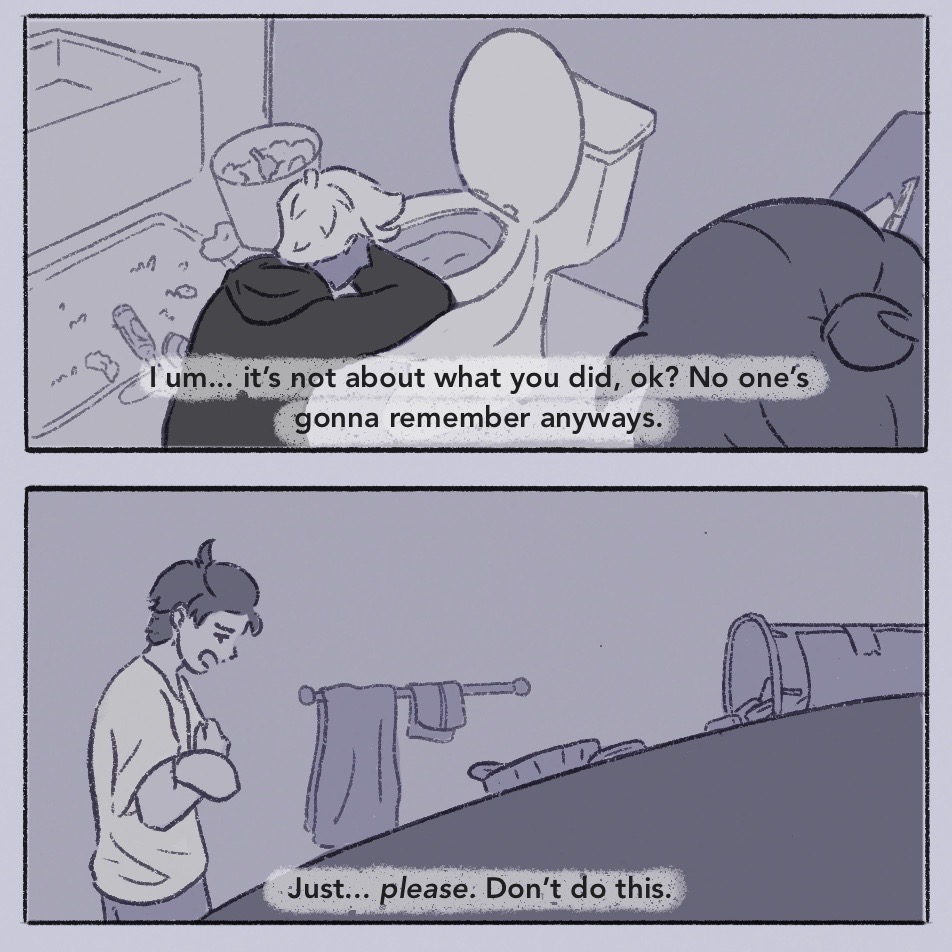 I um... it's not about what you did, ok? No one's
gonna remember anyways.
Just... please. Don't do this.